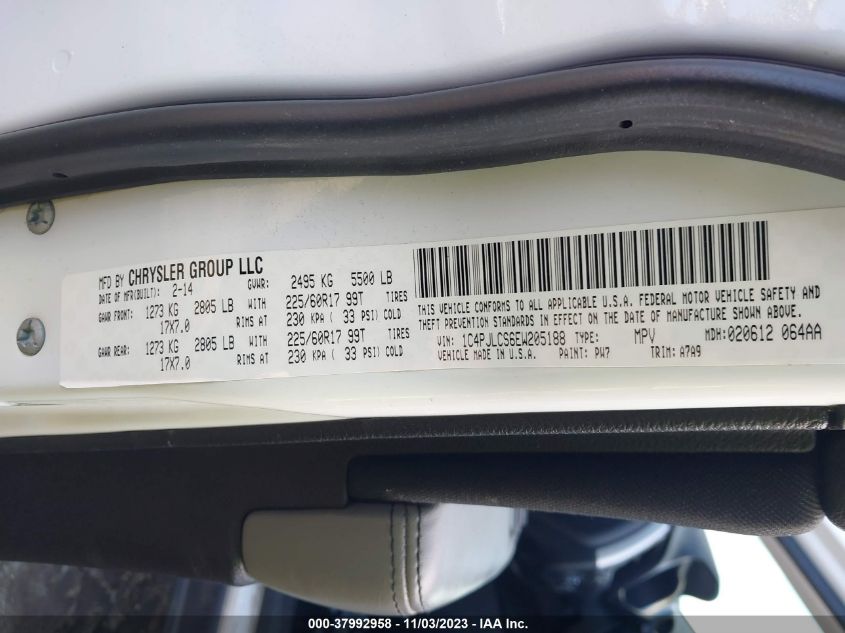 MFD BY CHRYSLER GROUP LLC
DATE OF MFR(BUILT): 2-14 GVWR: 2495 KG 5500 LB
GAWR FRONT: 1273 KG 2805 LB WITH 225/60R17 99T TIRES
17X7.0 RIMS AT 230 KPA ( 33 PSI) COLD
GAWR REAR: 1273 KG 2805 LB WITH 225/60R17 99T TIRES
17X7.0 RIMS AT 230 KPA ( 33 PSI) COLD
THIS VEHICLE CONFORMS TO ALL APPLICABLE U.S.A. FEDERAL MOTOR VEHICLE SAFETY AND
THEFT PREVENTION STANDARDS IN EFFECT ON THE DATE OF MANUFACTURE SHOWN ABOVE.
VIN: 1C4PJLCS6EW205188 TYPE: MPV MDH:020612 064AA
VEHICLE MADE IN U.S.A. PAINT: PW7 TRIM: A7A9
000-37992958 - 11/03/2023 - IAA Inc.